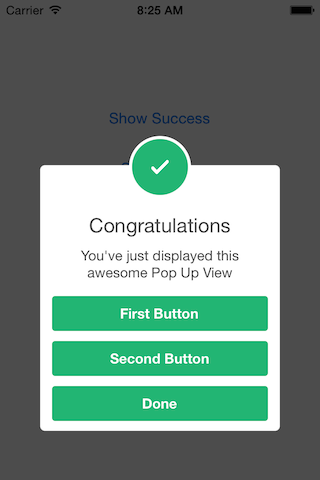 Carrier 8:25 AM
Show Success
Congratulations
You've just displayed this
awesome Pop Up View
First Button
Second Button
Done